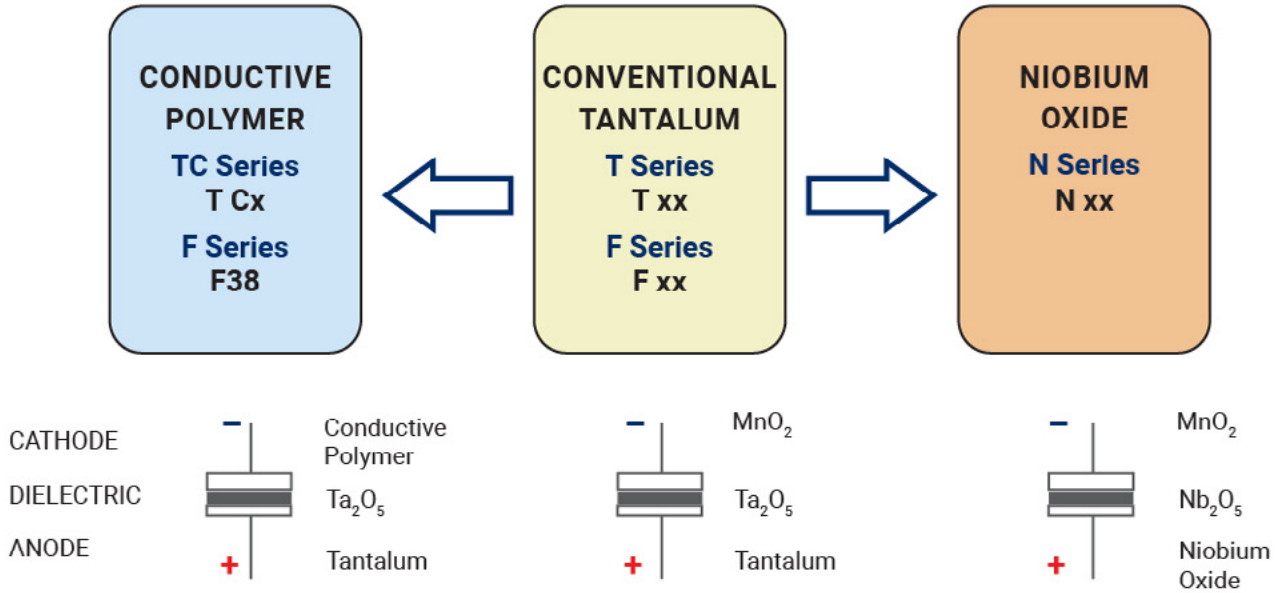 CONDUCTIVE
POLYMER
TC Series
T Cx
F Series
F38
CONVENTIONAL
TANTALUM
T Series
T xx
F Series
F xx
NIOBIUM
OXIDE
N Series
N xx
CATHODE
DIELECTRIC
ANODE
−
+
Conductive
Polymer
Ta₂O₅
Tantalum
−
+
MnO₂
Ta₂O₅
Tantalum
−
+
MnO₂
Nb₂O₅
Niobium
Oxide